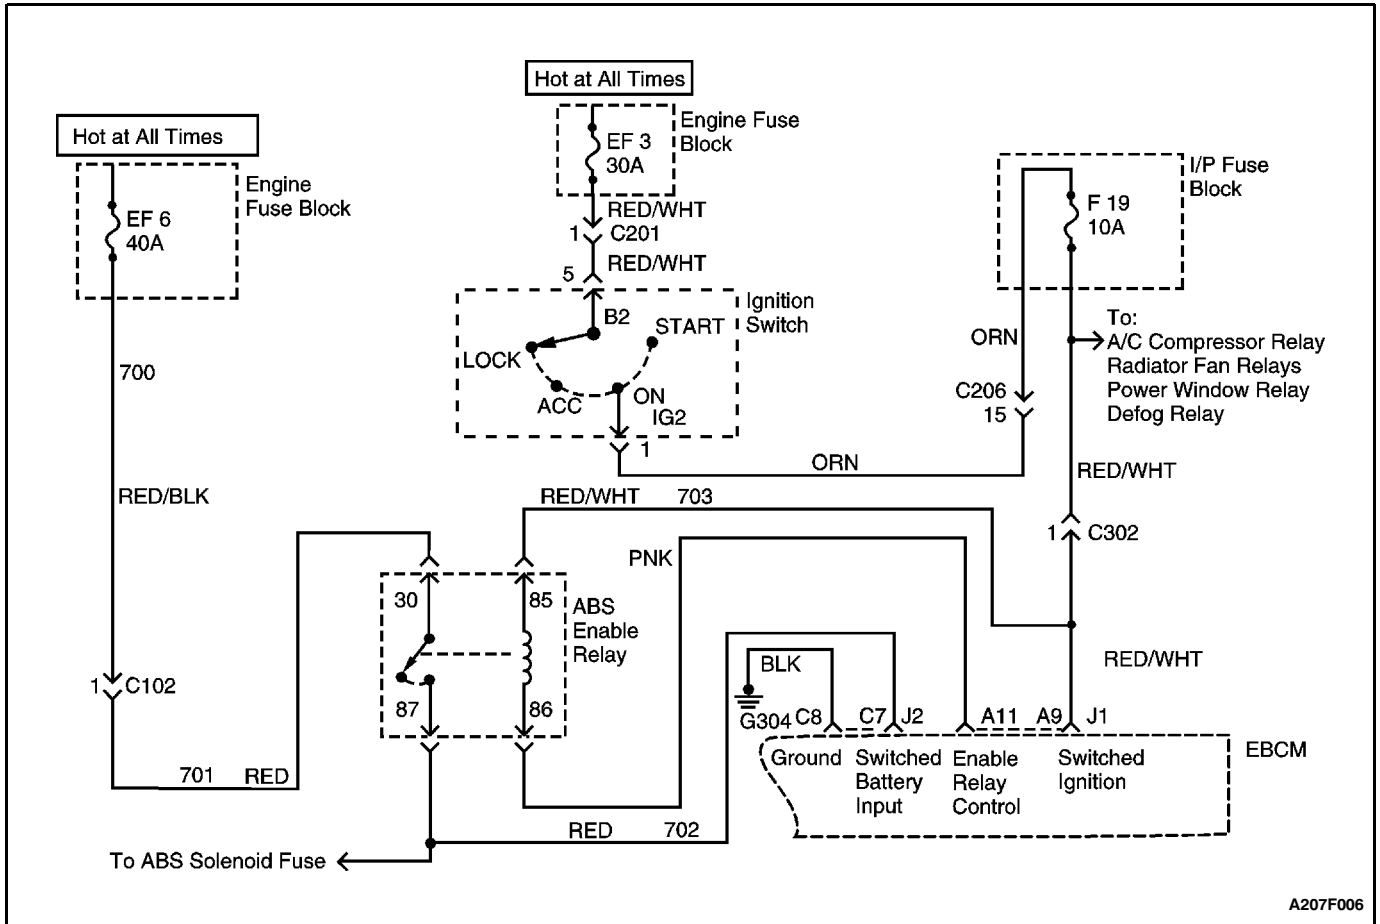 Hot at All Times
Hot at All Times
Engine Fuse
Block
EF 3
30A
Engine
Fuse Block
EF 6
40A
I/P Fuse
Block
F 19
10A
RED/WHT
1 C201
RED/WHT
5
Ignition
Switch
B2
START
LOCK
ACC
ON
IG2
1
ORN
To:
A/C Compressor Relay
Radiator Fan Relays
Power Window Relay
Defog Relay
C206
15
700
ORN
RED/WHT
RED/BLK
RED/WHT 703
1 C302
PNK
30
85
ABS
Enable
Relay
87
86
BLK
RED/WHT
1 C102
G304 C8 C7 J2 A11 A9 J1
EBCM
Ground
Switched
Battery
Input
Enable
Relay
Control
Switched
Ignition
701 RED
RED 702
To ABS Solenoid Fuse
A207F006